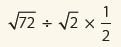 √72 ÷ √2 × 1/2